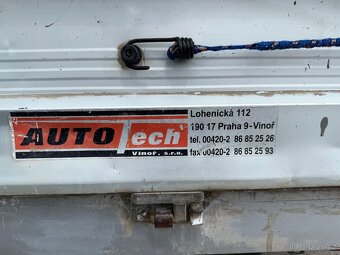 AUTO Tech
Vinoř, s.r.o.
Lohenická 112
190 17 Praha 9-Vinoř
tel. 00420-2 86 85 25 26
fax 00420-2 86 85 25 93